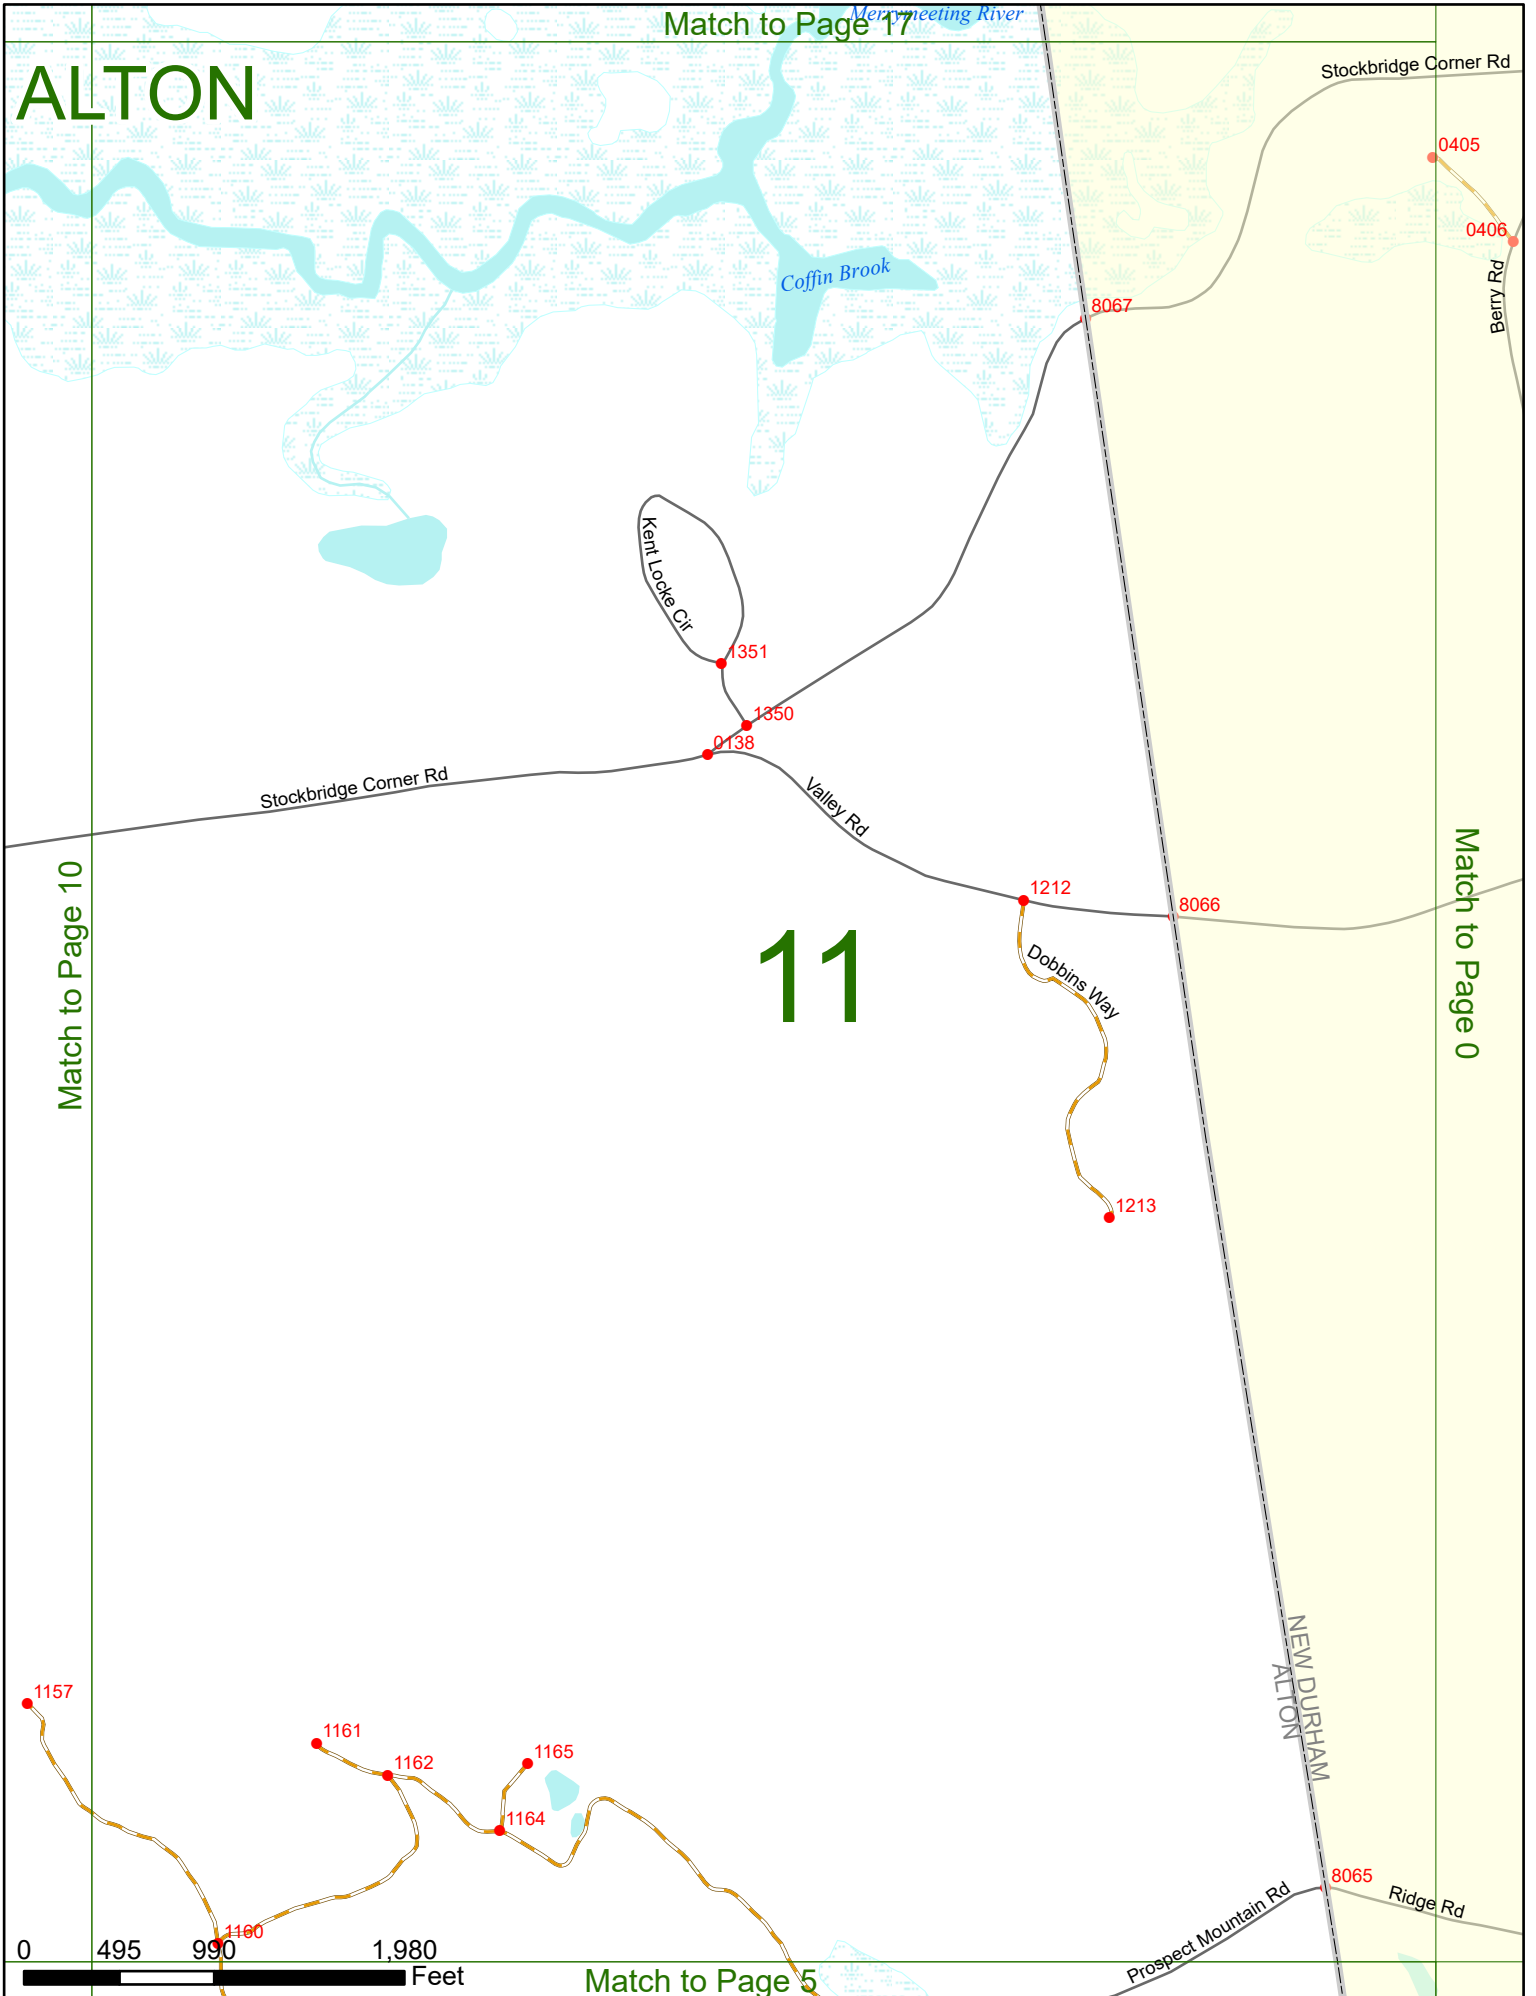 Merrymeeting River
Match to Page 17
ALTON
Stockbridge Corner Rd
0405
0406
Berry Rd
Coffin Brook
8067
Kent Locke Cir
1351
1350
0138
Stockbridge Corner Rd
Valley Rd
Match to Page 10
Match to Page 0
1212
8066
11
Dobbins Way
1213
NEW DURHAM
ALTON
1157
1161
1162
1165
1164
8065
Ridge Rd
Prospect Mountain Rd
1160
0 495 990 1,980
Feet
Match to Page 5